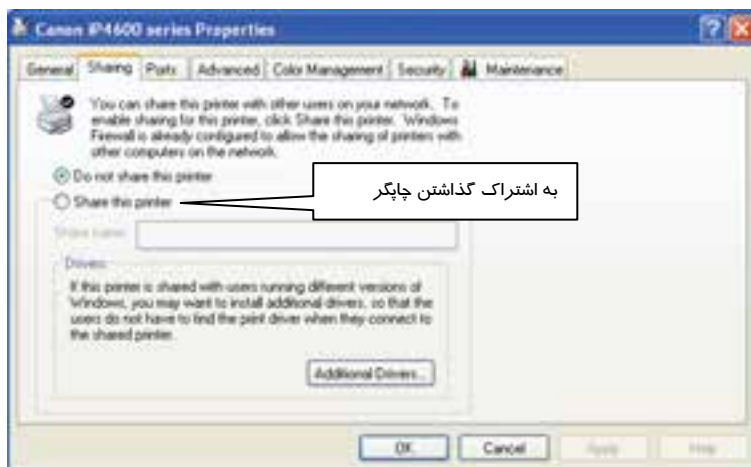 Canon iP4600 series Properties
General Sharing Ports Advanced Color Management Security Maintenance
You can share this printer with other users on your network. To
enable sharing for this printer, click Share this printer. Windows
Firewall is already configured to allow the sharing of printers with
other computers on the network.
Do not share this printer
Share this printer
به اشتراک گذاشتن چاپگر
Share name:
Drivers
If this printer is shared with users running different versions of
Windows, you may want to install additional drivers, so that the
users do not have to find the print driver when they connect to
the shared printer.
Additional Drivers...
OK Cancel Apply Help